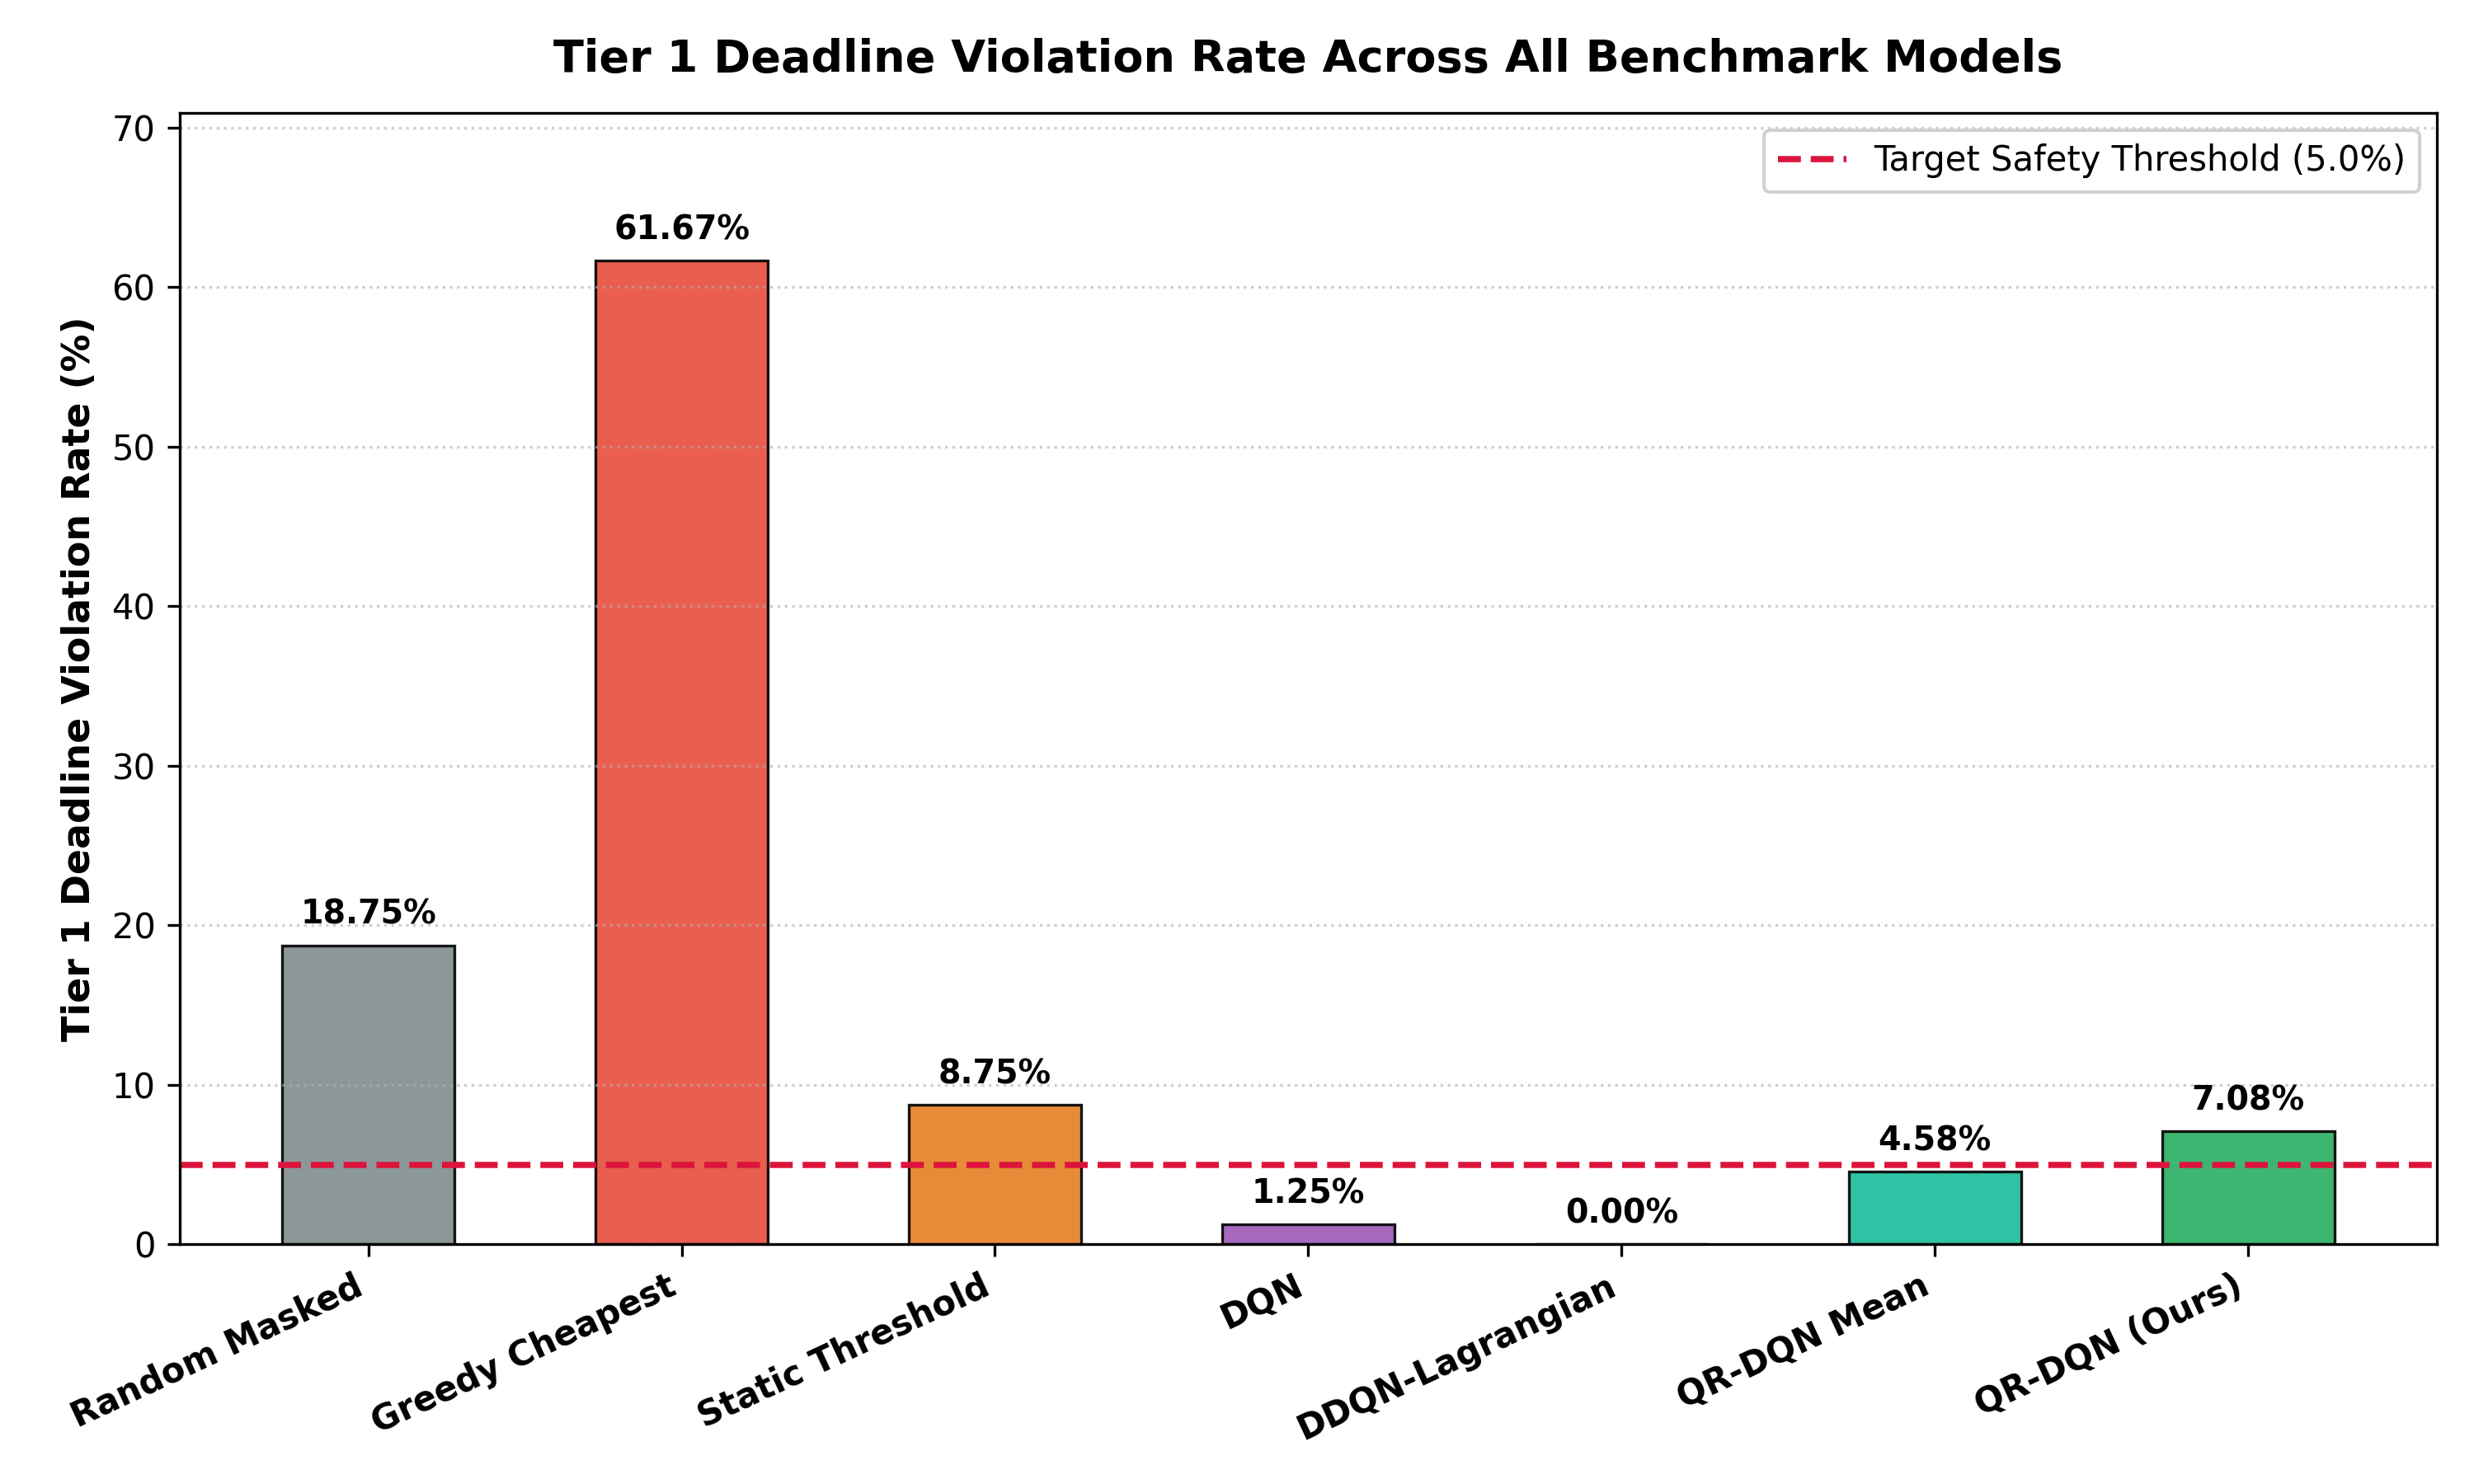 Tier 1 Deadline Violation Rate Across All Benchmark Models
Target Safety Threshold (5.0%)
Tier 1 Deadline Violation Rate (%)
70
60
50
40
30
20
10
0
18.75%
61.67%
8.75%
1.25%
0.00%
4.58%
7.08%
Random Masked
Greedy Cheapest
Static Threshold
DQN
DDQN-Lagrangian
QR-DQN Mean
QR-DQN (Ours)